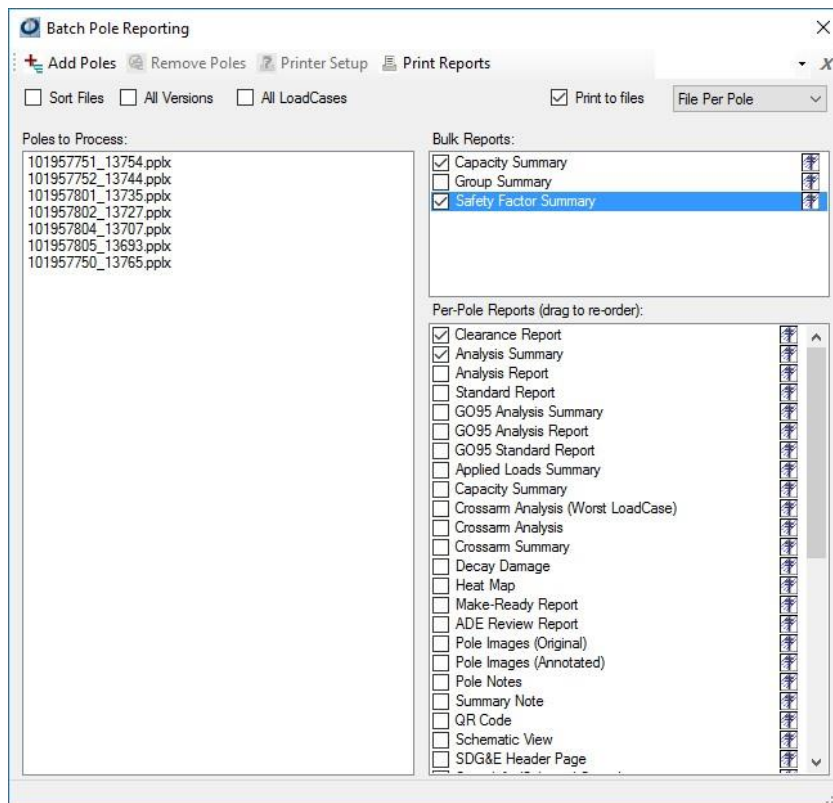 Batch Pole Reporting
Add Poles Remove Poles Printer Setup Print Reports
Sort Files All Versions All LoadCases Print to files File Per Pole
Poles to Process:
101957751_13754.pplx
101957752_13744.pplx
101957801_13735.pplx
101957802_13727.pplx
101957804_13707.pplx
101957805_13693.pplx
101957750_13765.pplx
Bulk Reports:
Capacity Summary
Group Summary
Safety Factor Summary
Per-Pole Reports (drag to re-order):
Clearance Report
Analysis Summary
Analysis Report
Standard Report
GO95 Analysis Summary
GO95 Analysis Report
GO95 Standard Report
Applied Loads Summary
Capacity Summary
Crossarm Analysis (Worst LoadCase)
Crossarm Analysis
Crossarm Summary
Decay Damage
Heat Map
Make-Ready Report
ADE Review Report
Pole Images (Original)
Pole Images (Annotated)
Pole Notes
Summary Note
QR Code
Schematic View
SDG&E Header Page